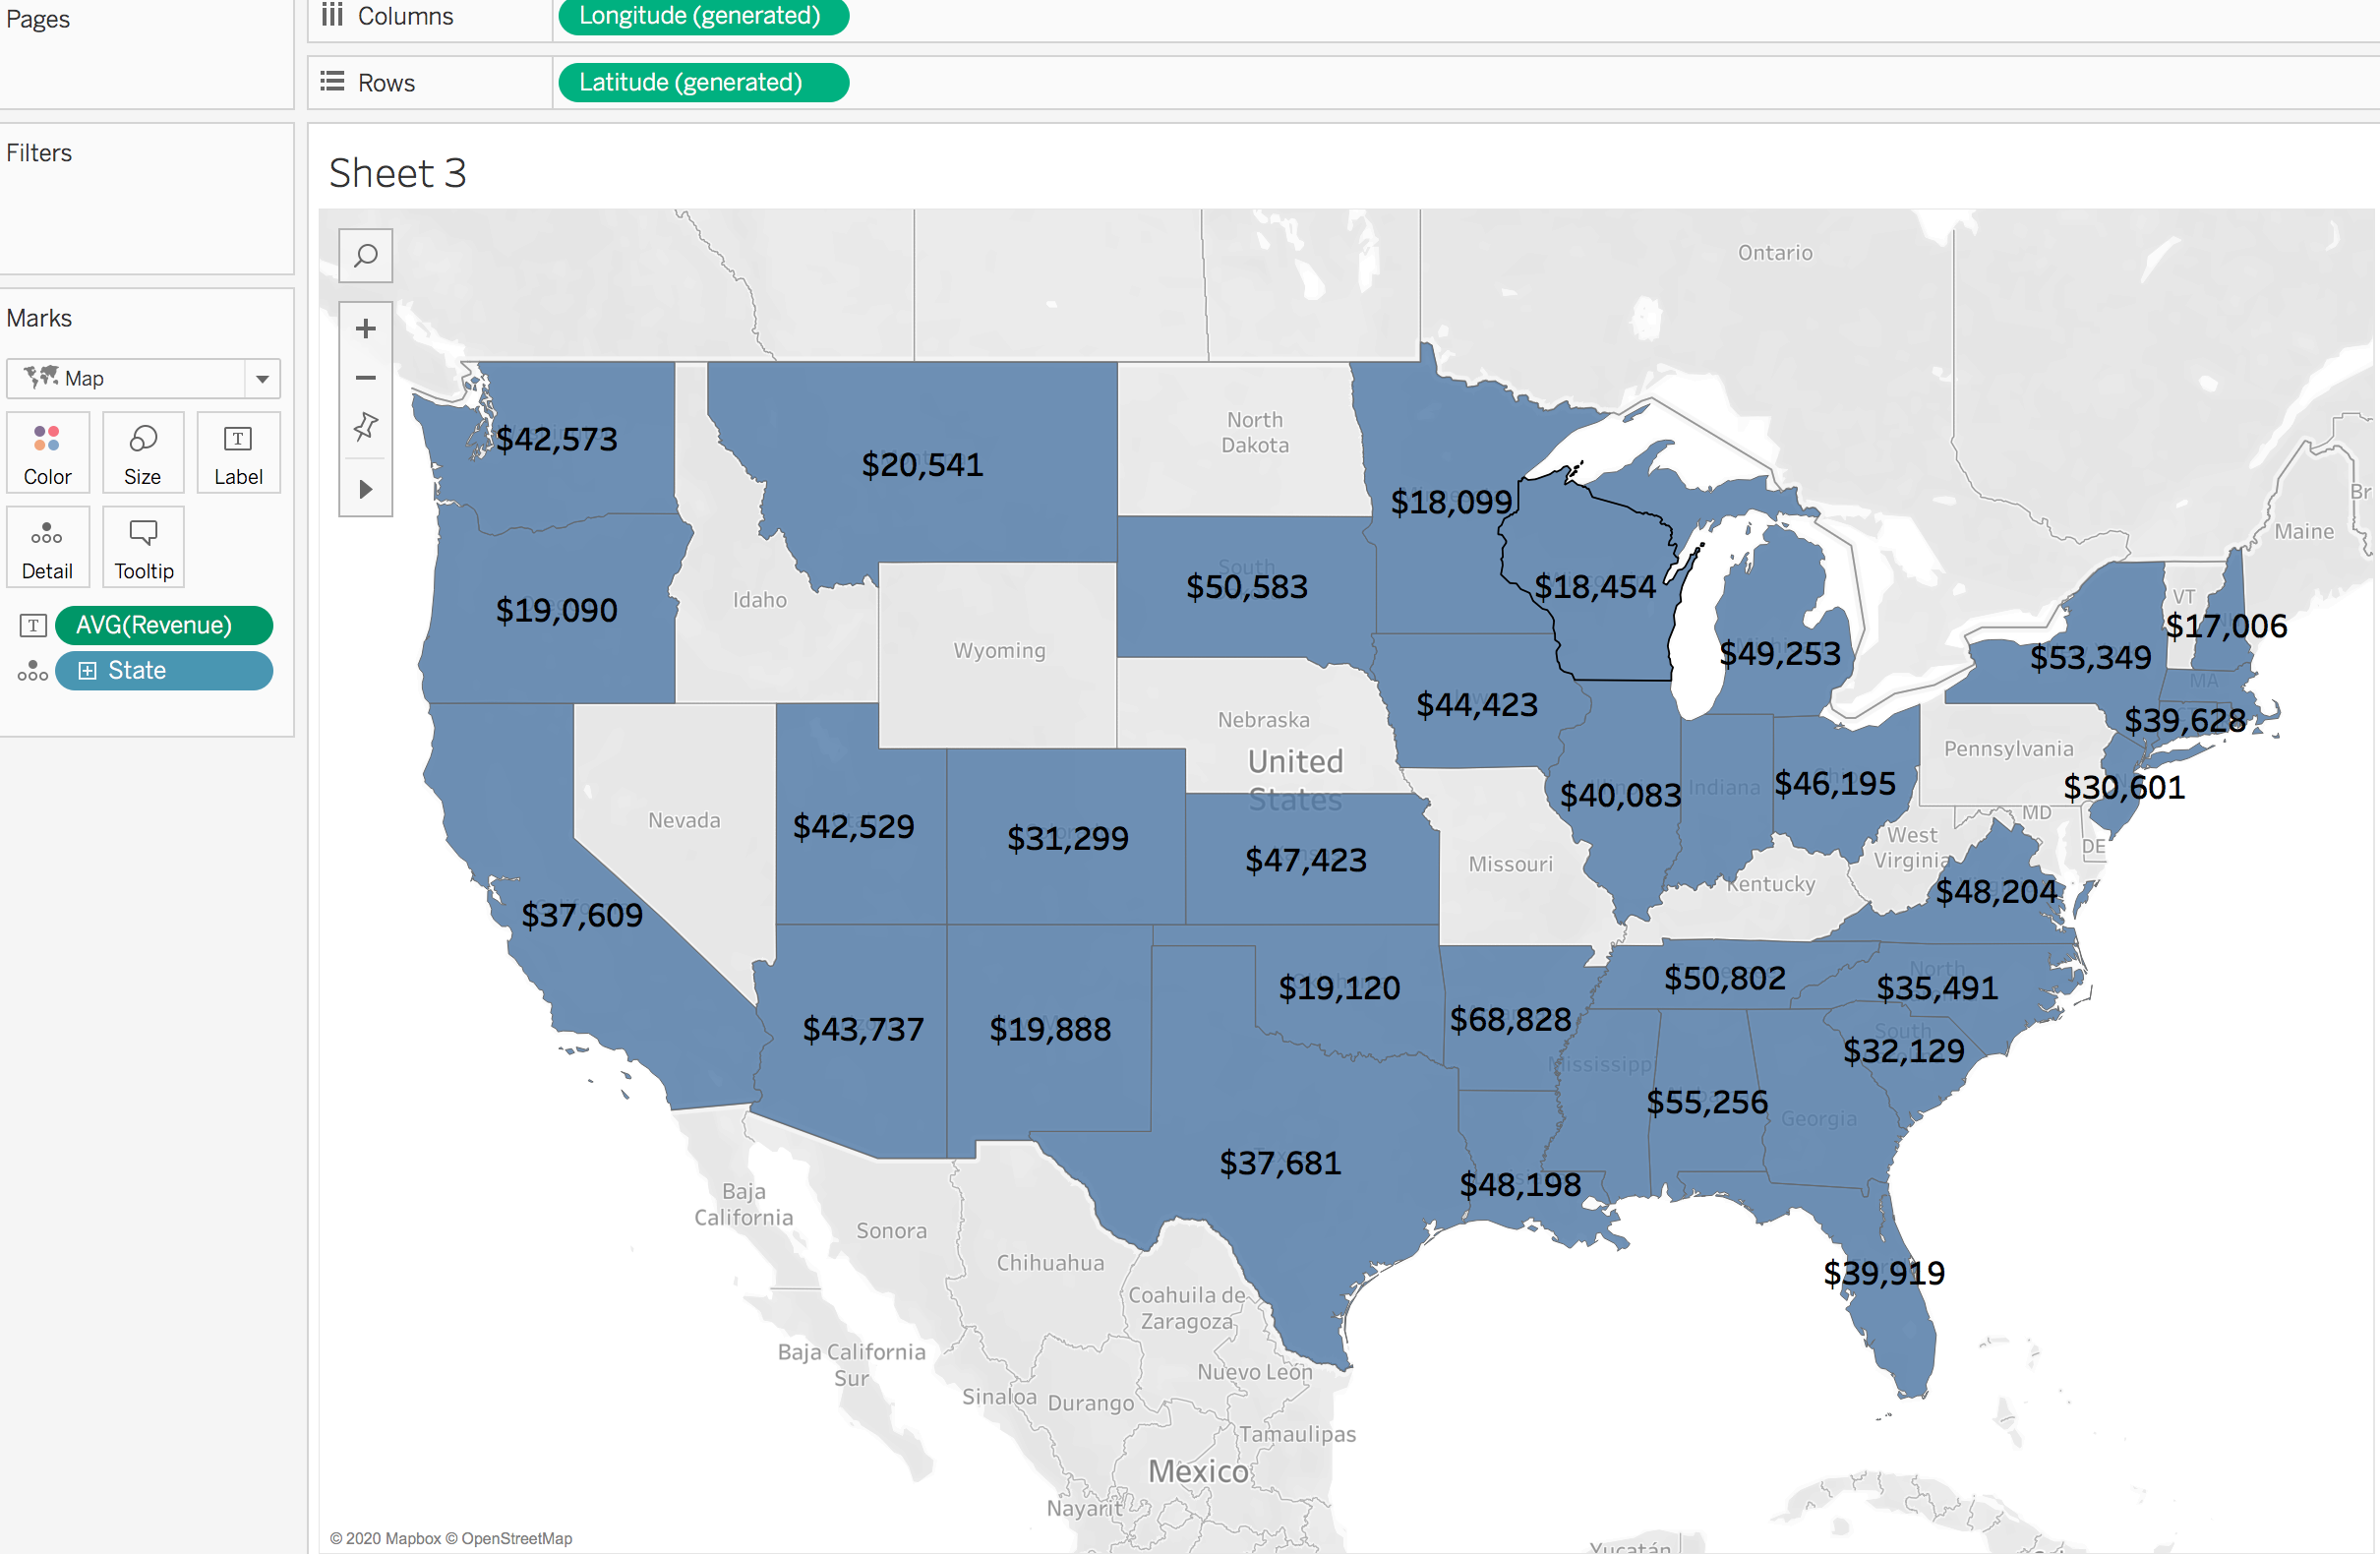 Pages
Columns
Longitude (generated)
Rows
Latitude (generated)
Filters
Sheet 3
Marks
Map
Color
Size
Label
Detail
Tooltip
AVG(Revenue)
State
Ontario
North
Dakota
Maine
Br
$42,573
$20,541
$18,099
$50,583
South
$18,454
$19,090
Idaho
Wyoming
VT
$17,006
$49,253
$53,349
MA
$44,423
$39,628
Nebraska
Pennsylvania
United
States
$30,601
Nevada
$42,529
$31,299
$47,423
$40,083
Indiana
$46,195
MD
DE
West
Virginia
Missouri
Kentucky
$48,204
$37,609
$50,802
North
$35,491
$19,120
$43,737
$19,888
$68,828
South
$32,129
Mississipp
$55,256
Georgia
$37,681
$48,198
$39,919
Baja
California
Sonora
Chihuahua
Coahuila de
Zaragoza
Baja California
Sur
Nuevo León
Sinaloa
Durango
Tamaulipas
Mexico
Nayarit
© 2020 Mapbox © OpenStreetMap
Yucatán